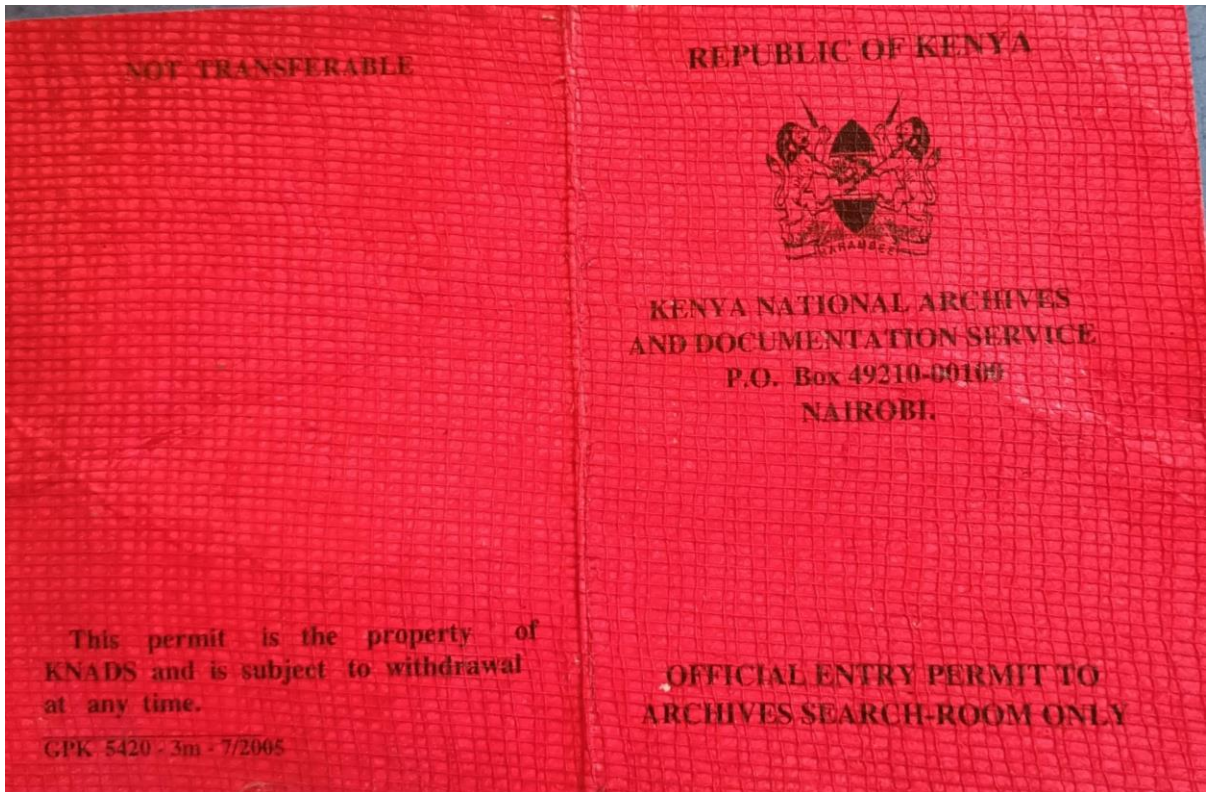 NOT TRANSFERABLE
This permit is the property of
KNADS and is subject to withdrawal
at any time.
GPK 5420 - 3m - 7/2005
REPUBLIC OF KENYA
HARAMBEE
KENYA NATIONAL ARCHIVES
AND DOCUMENTATION SERVICE
P.O. Box 49210-00100
NAIROBI.
OFFICIAL ENTRY PERMIT TO
ARCHIVES SEARCH-ROOM ONLY